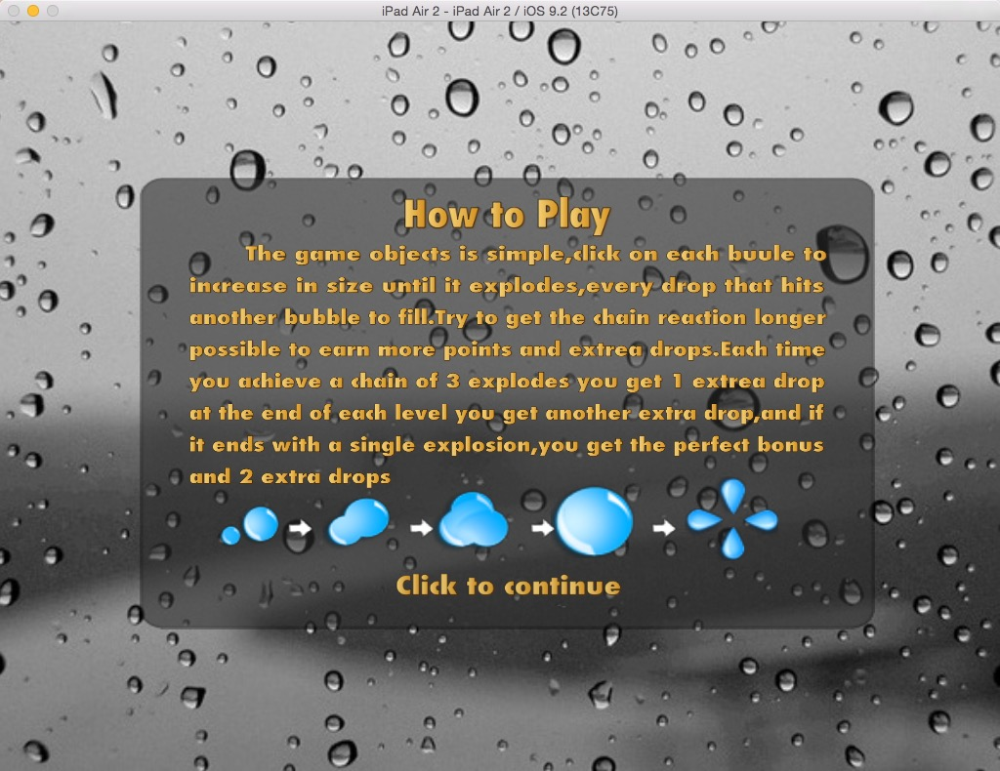 iPad Air 2 - iPad Air 2 / iOS 9.2 (13C75)
How to Play
The game objects is simple,click on each buule to
increase in size until it explodes,every drop that hits
another bubble to fill.Try to get the chain reaction longer
possible to earn more points and extrea drops.Each time
you achieve a chain of 3 explodes you get 1 extrea drop
at the end of each level you get another extra drop,and if
it ends with a single explosion,you get the perfect bonus
and 2 extra drops
Click to continue